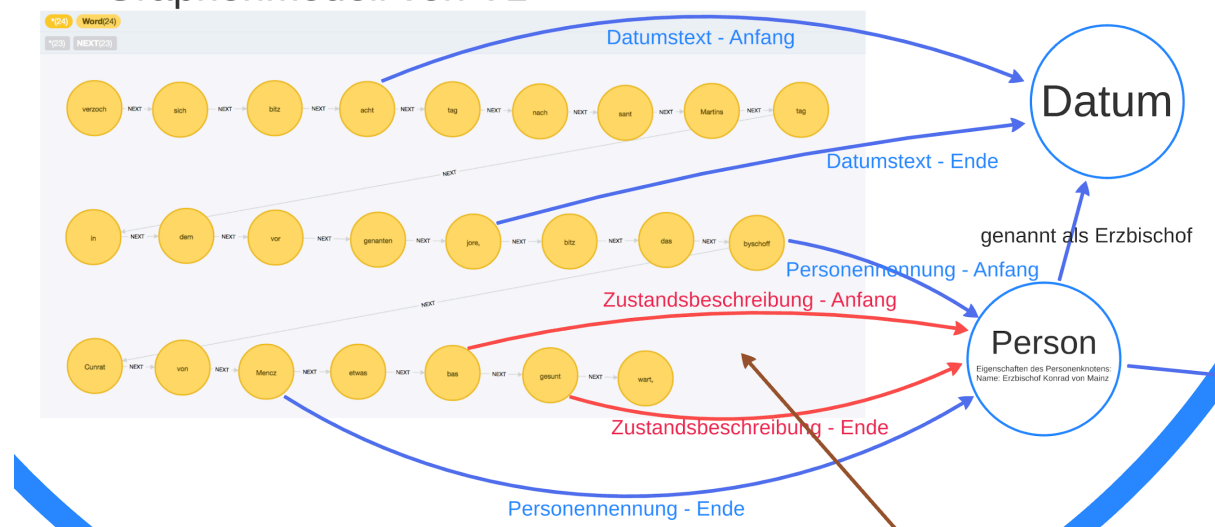 *(24) Word(24)
*(23) NEXT(23)
Datumstext - Anfang
verzoch NEXT sich NEXT bitz NEXT acht NEXT tag NEXT nach NEXT sant NEXT Martins NEXT tag
Datum
Datumstext - Ende
NEXT
in NEXT dem NEXT vor NEXT genanten NEXT jore, NEXT bitz NEXT das NEXT byschoff
genannt als Erzbischof
Personennennung - Anfang
Zustandsbeschreibung - Anfang
NEXT
Cunrat NEXT von NEXT Mencz NEXT etwas NEXT bas NEXT gesunt NEXT wart,
Person
Eigenschaften des Personenknotens:
Name: Erzbischof Konrad von Mainz
Zustandsbeschreibung - Ende
Personennennung - Ende